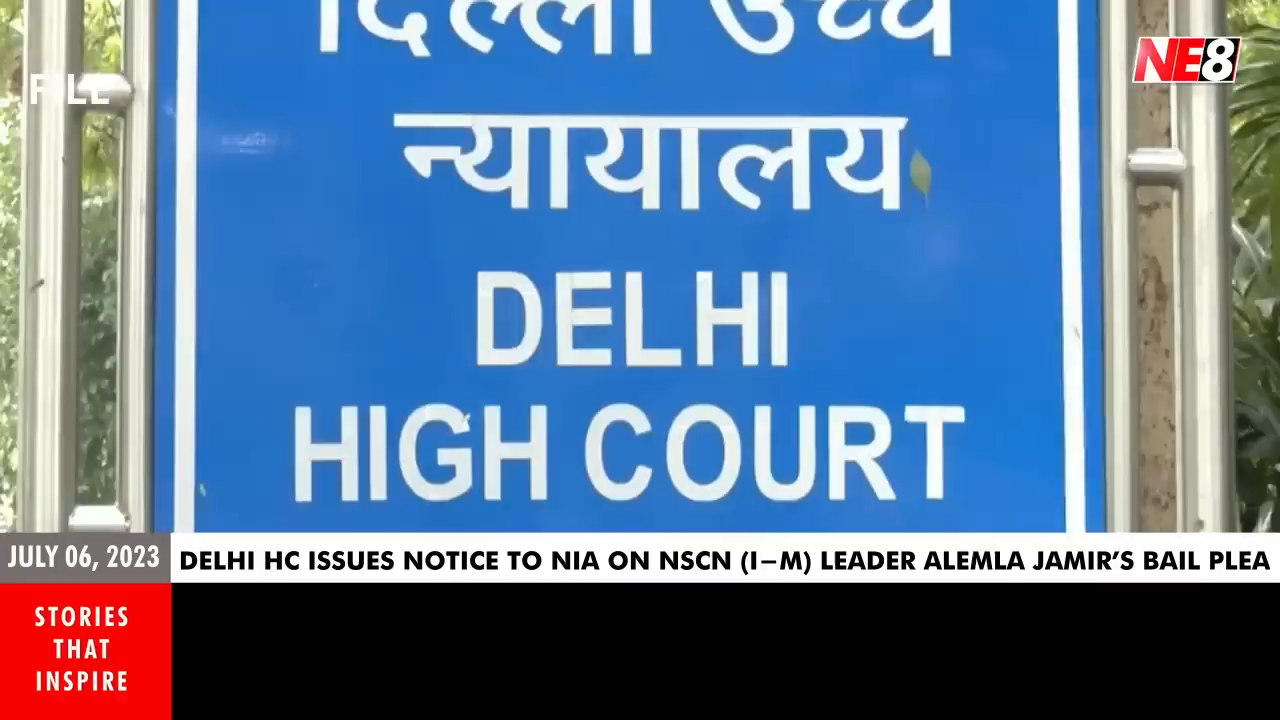 दिल्ली उच्च
NE8
FILE
न्यायालय
DELHI
HIGH COURT
JULY 06, 2023
DELHI HC ISSUES NOTICE TO NIA ON NSCN (I–M) LEADER ALEMLA JAMIR’S BAIL PLEA
STORIES
THAT
INSPIRE